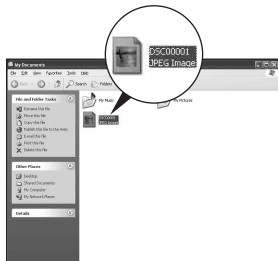 DSC00001
JPEG Image
My Documents
File Edit View Favorites Tools Help
Back
Search
Folders
File and Folder Tasks
Rename this file
Move this file
Copy this file
Publish this file to the Web
E-mail this file
Print this file
Delete this file
Other Places
Desktop
Shared Documents
My Computer
My Network Places
Details
My Music
My Pictures
DSC00001
JPEG Image